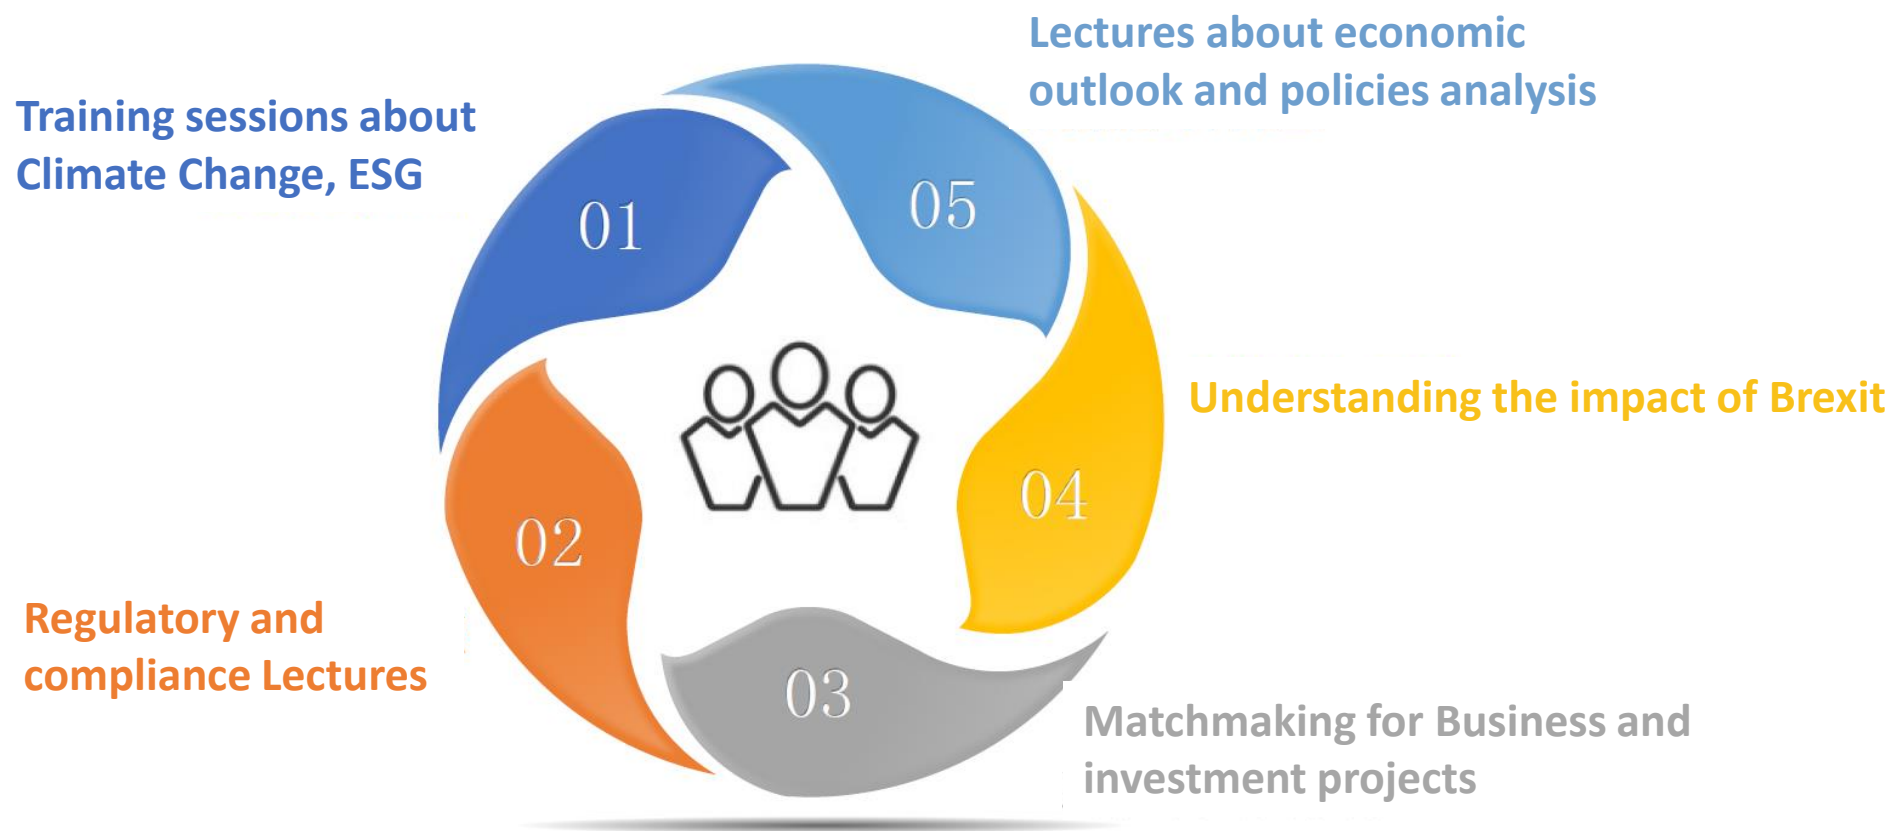 Lectures about economic
outlook and policies analysis
Training sessions about
Climate Change, ESG
01
05
Understanding the impact of Brexit
04
02
Regulatory and
compliance Lectures
03
Matchmaking for Business and
investment projects